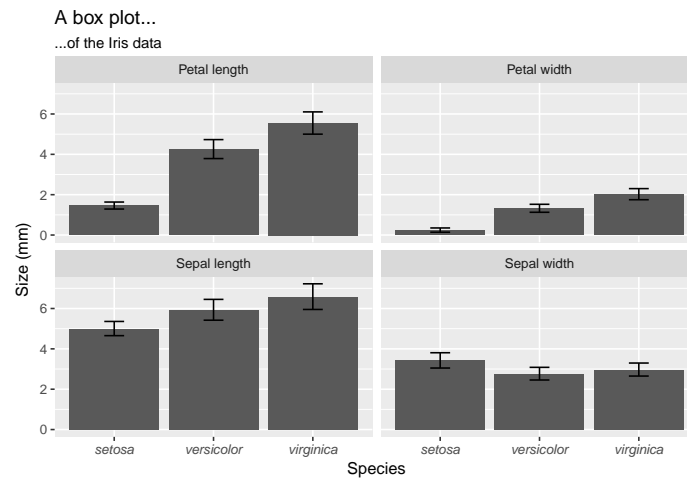 A box plot...
...of the Iris data
Petal length
Petal width
6
4
2
0
Sepal length
Sepal width
6
4
2
0
Size (mm)
setosa versicolor virginica
setosa versicolor virginica
Species